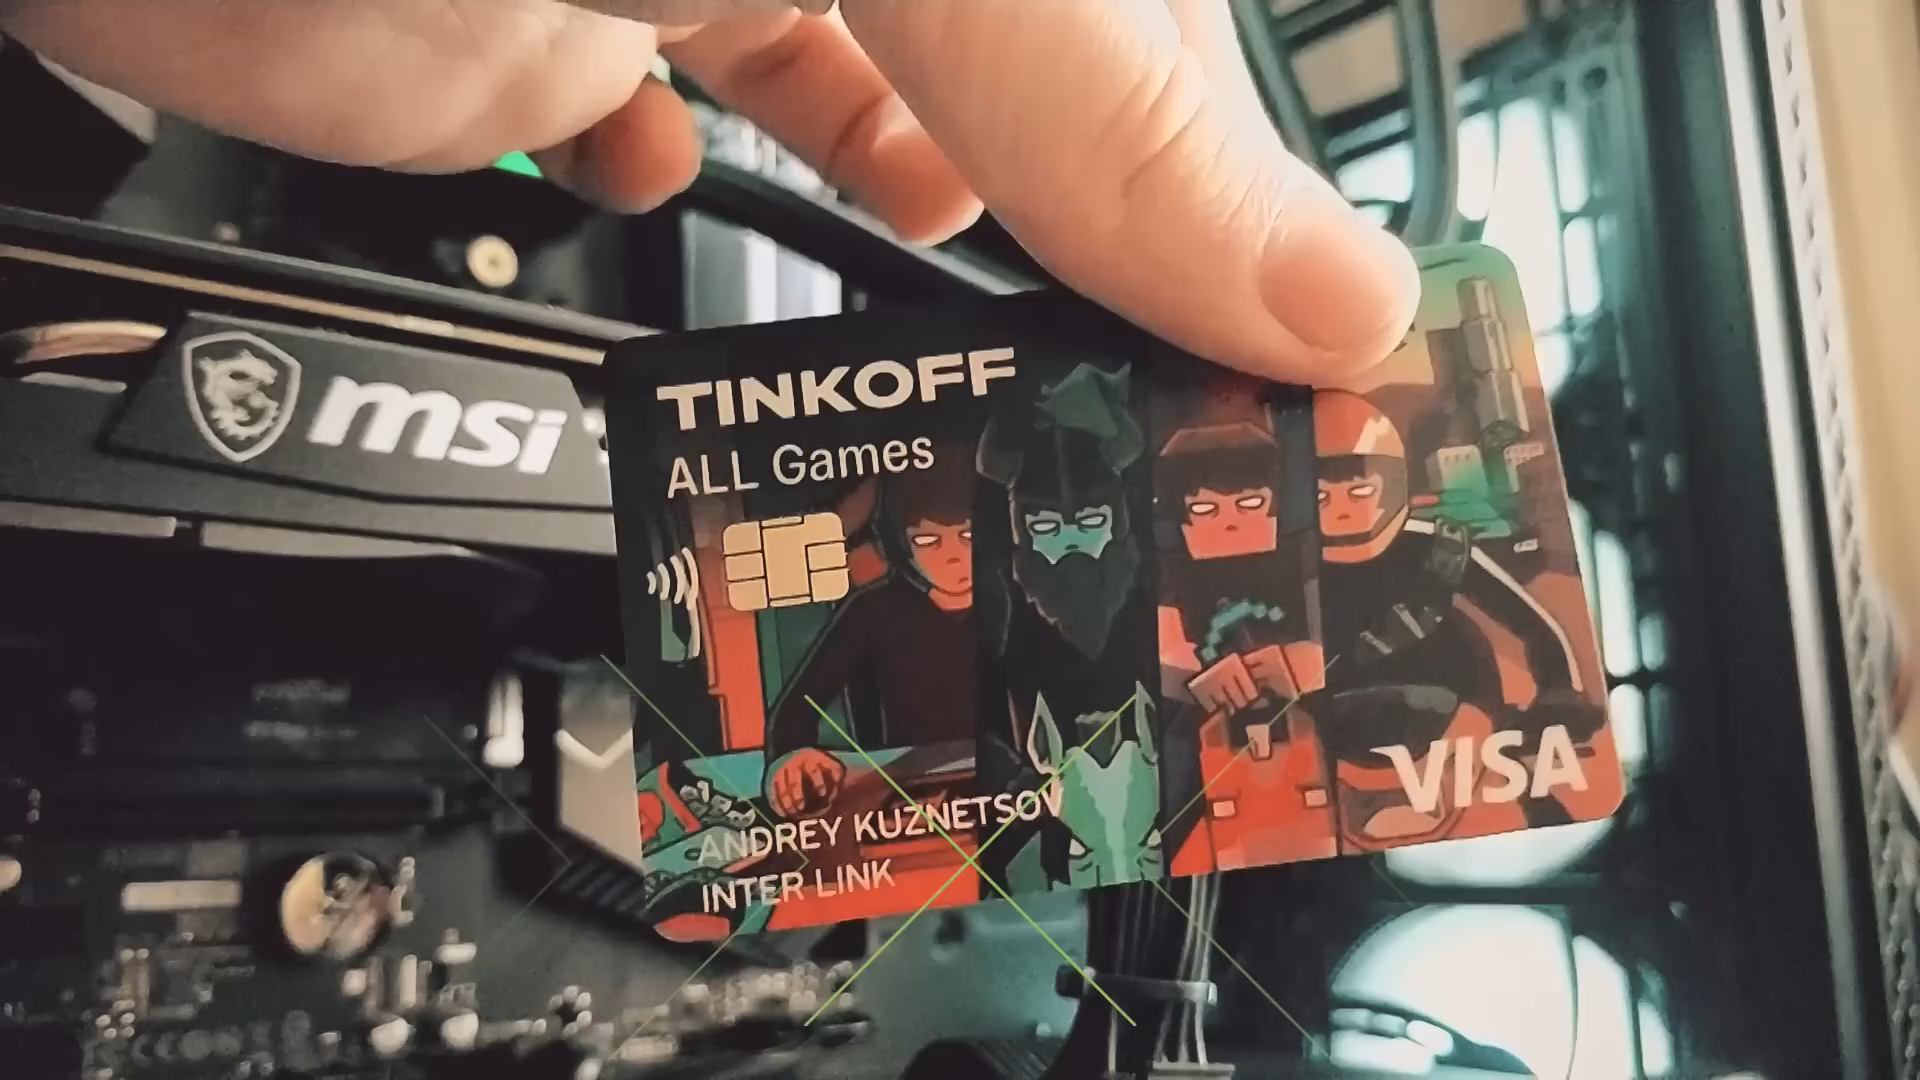 msi
TINKOFF
ALL Games
ANDREY KUZNETSOV
INTER LINK
VISA